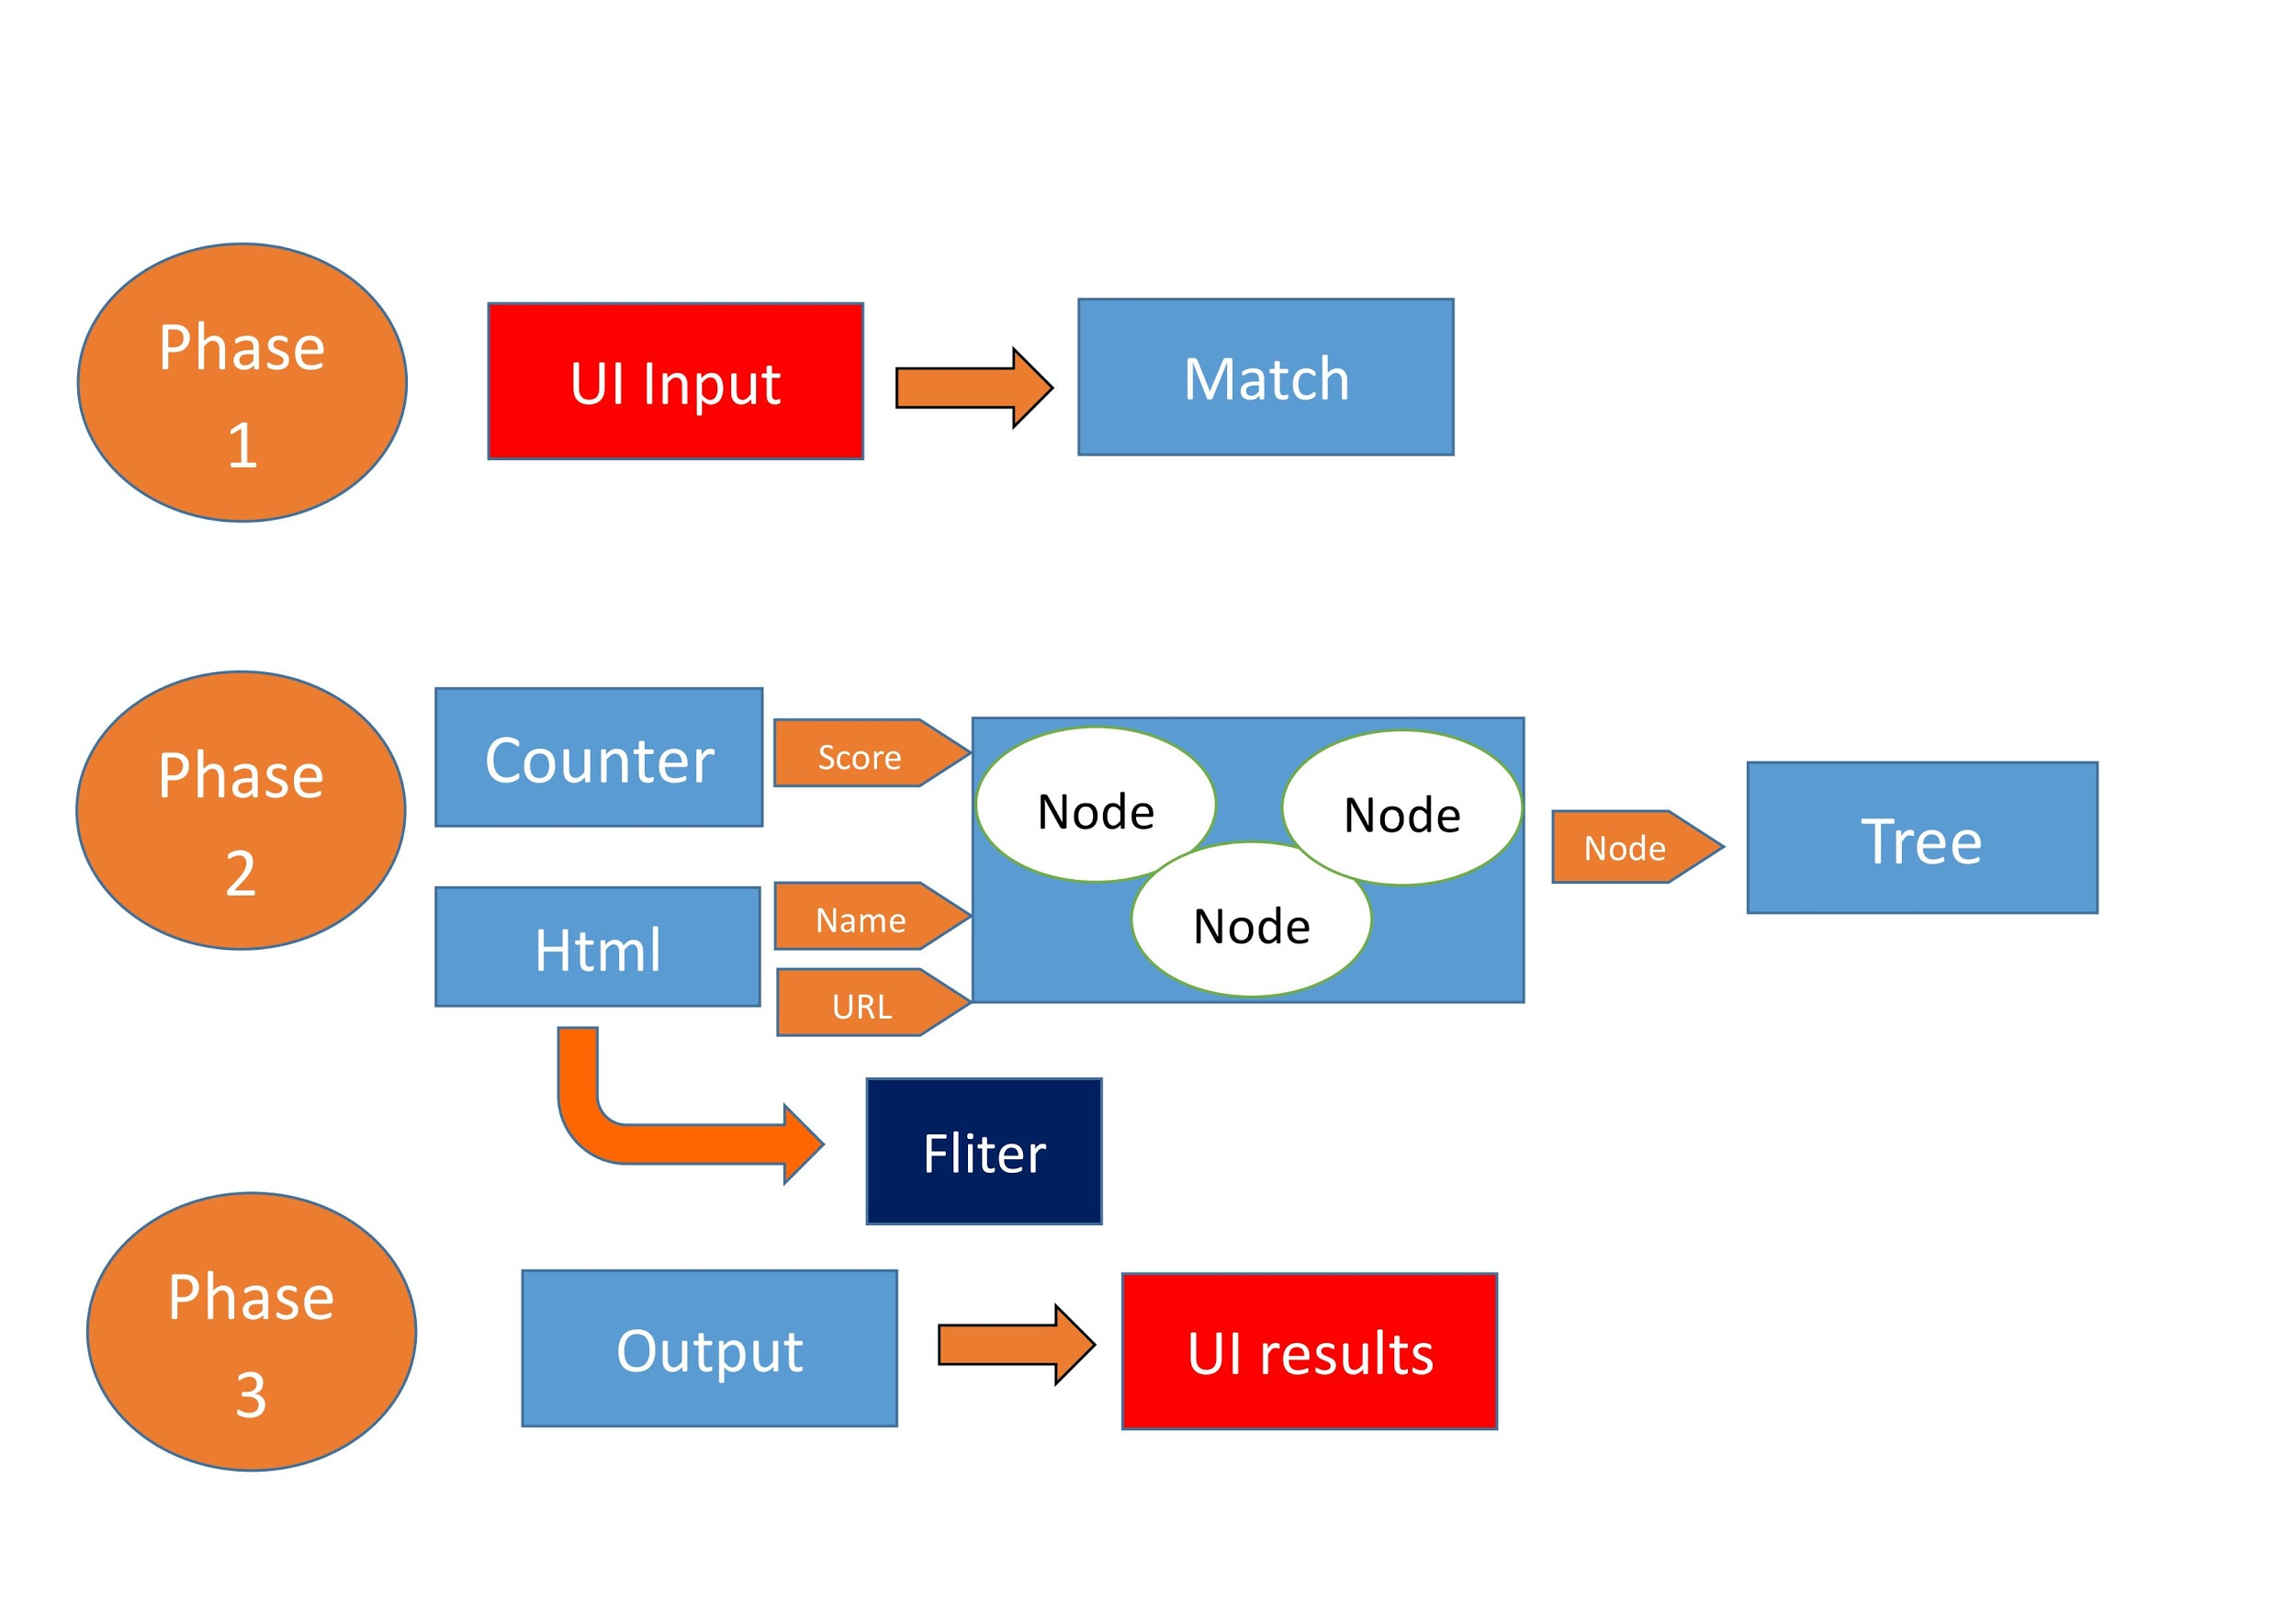 Phase
1
UI Input
Match
Phase
2
Counter
Score
Node
Node
Node
Node
Tree
Html
Name
URL
Fliter
Phase
3
Output
UI results